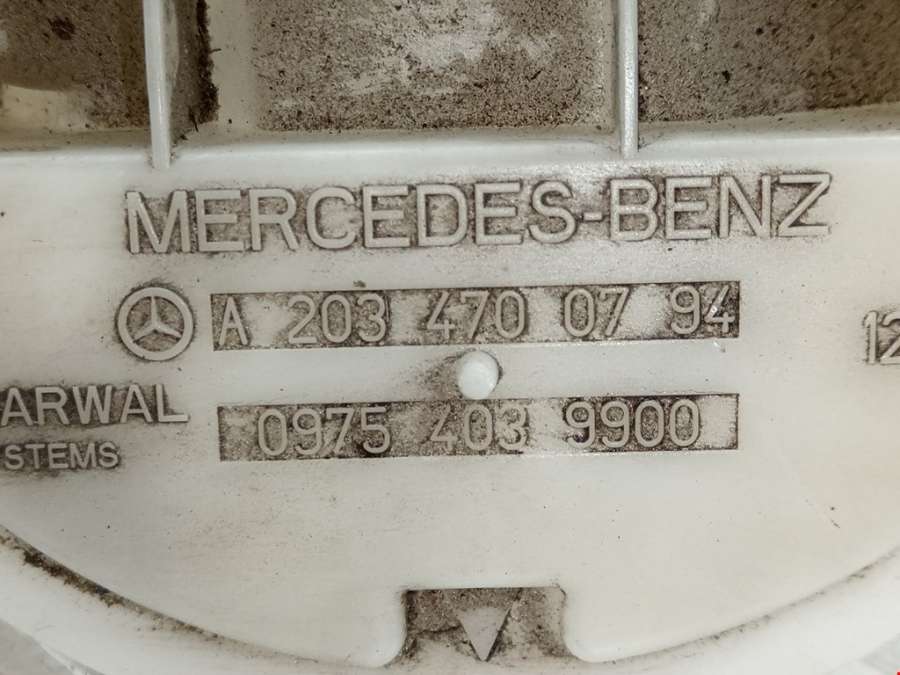 MERCEDES-BENZ
A 203 470 07 94
12
ARWAL
STEMS
0975 403 9900